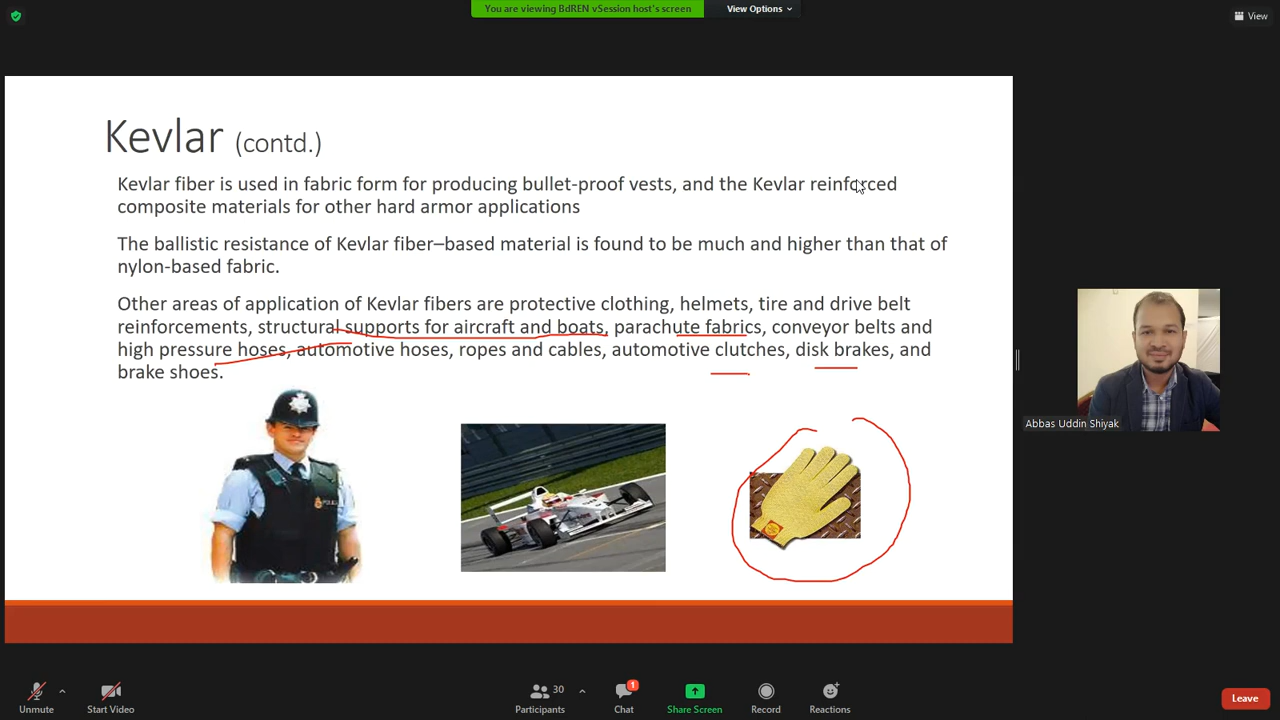 You are viewing BdREN vSession host's screen
View Options
View
Kevlar (contd.)
Kevlar fiber is used in fabric form for producing bullet-proof vests, and the Kevlar reinforced
composite materials for other hard armor applications
The ballistic resistance of Kevlar fiber–based material is found to be much and higher than that of
nylon-based fabric.
Other areas of application of Kevlar fibers are protective clothing, helmets, tire and drive belt
reinforcements, structural supports for aircraft and boats, parachute fabrics, conveyor belts and
high pressure hoses, automotive hoses, ropes and cables, automotive clutches, disk brakes, and
brake shoes.
Abbas Uddin Shiyak
Unmute
Start Video
30
Participants
1
Chat
Share Screen
Record
Reactions
Leave